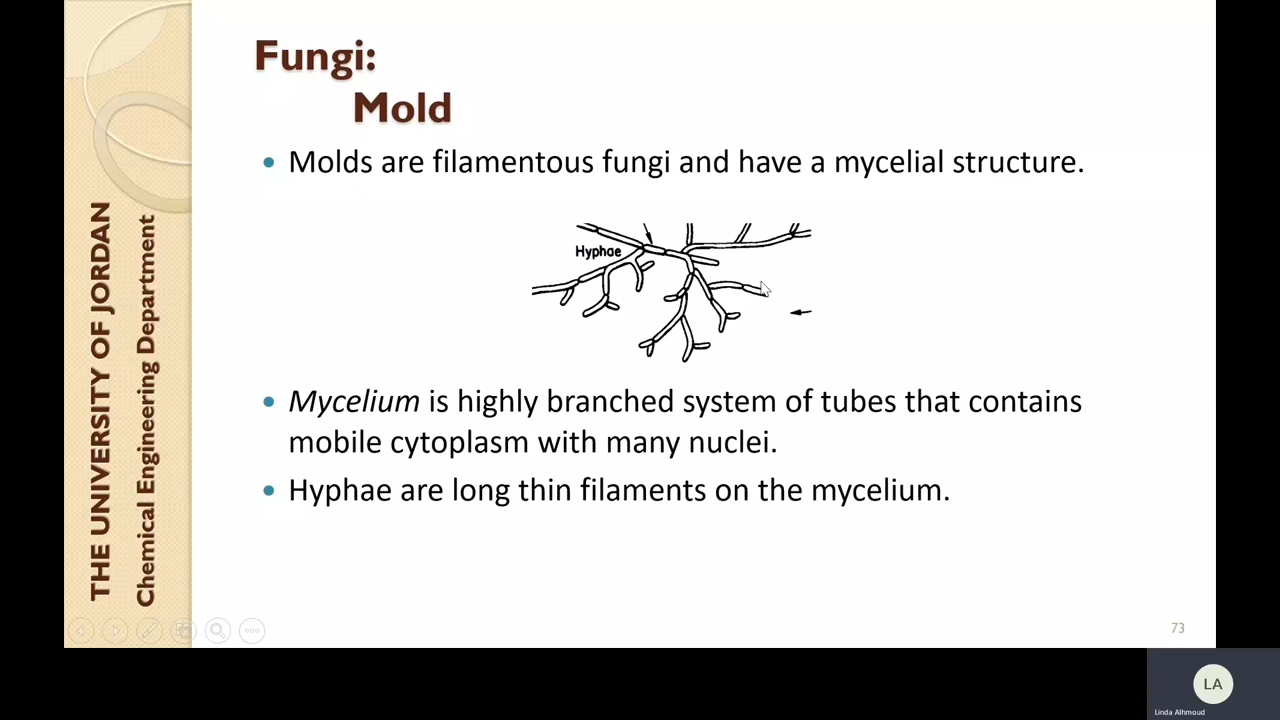 Fungi:
Mold
• Molds are filamentous fungi and have a mycelial structure.
Hyphae
• Mycelium is highly branched system of tubes that contains
mobile cytoplasm with many nuclei.
• Hyphae are long thin filaments on the mycelium.
THE UNIVERSITY OF JORDAN
Chemical Engineering Department
73
LA
Linda Alhmoud